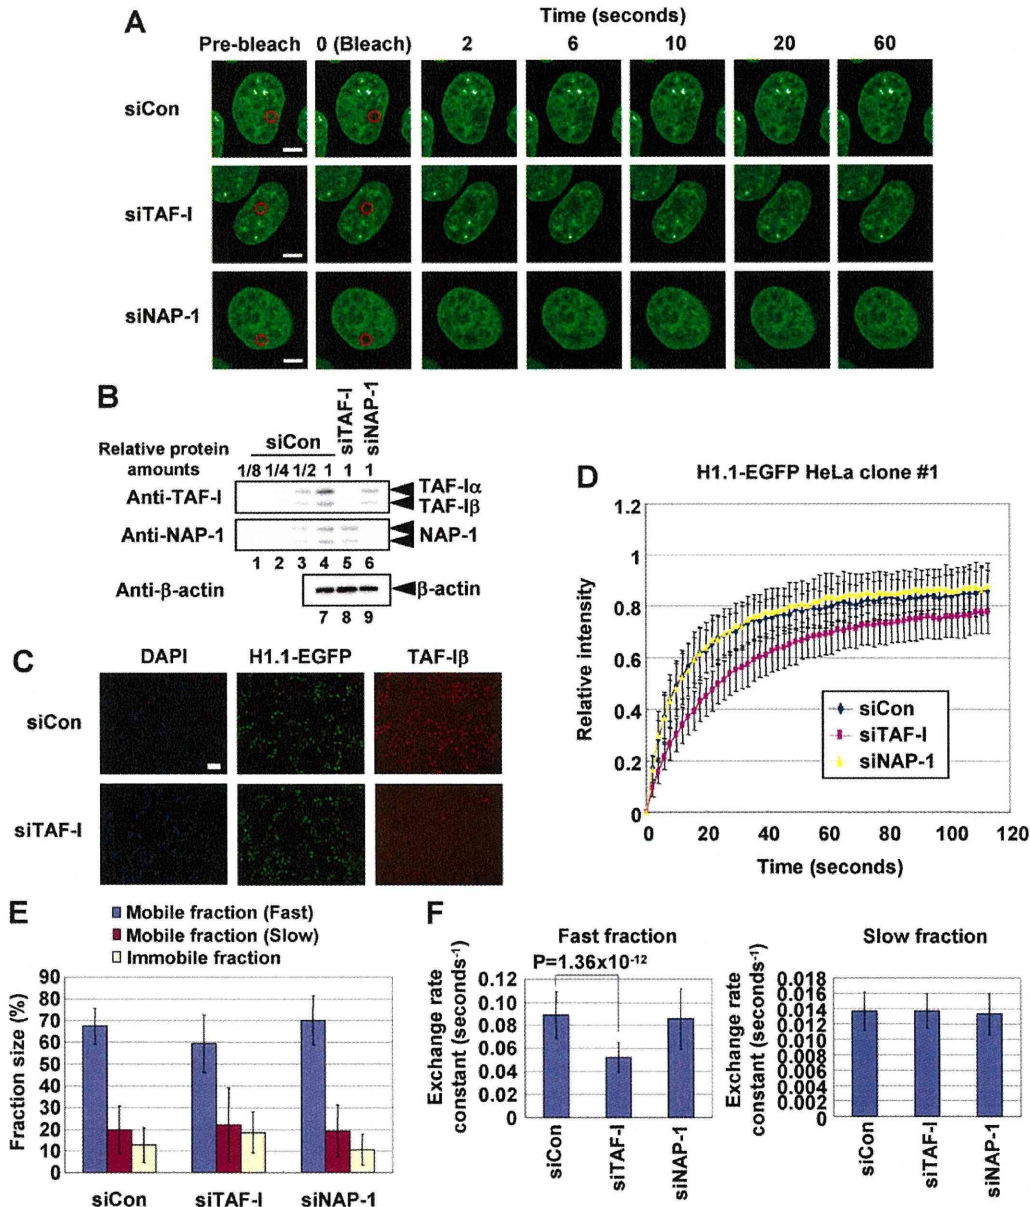 A
Time (seconds)
Pre-bleach 0 (Bleach) 2 6 10 20 60
siCon
siTAF-I
siNAP-1
B
siCon siTAF-I siNAP-1
Relative protein amounts 1/8 1/4 1/2 1 1 1
Anti-TAF-I
TAF-Iα
TAF-Iβ
Anti-NAP-1
NAP-1
1 2 3 4 5 6
Anti-β-actin
β-actin
7 8 9
C
DAPI H1.1-EGFP TAF-Iβ
siCon
siTAF-I
D
H1.1-EGFP HeLa clone #1
Relative intensity
1.2
1
0.8
0.6
0.4
0.2
0
0 20 40 60 80 100 120
Time (seconds)
siCon
siTAF-I
siNAP-1
E
Mobile fraction (Fast)
Mobile fraction (Slow)
Immobile fraction
Fraction size (%)
90
80
70
60
50
40
30
20
10
0
siCon siTAF-I siNAP-1
F
Fast fraction
P=1.36x10-12
Exchange rate
constant (seconds-1)
0.12
0.10
0.08
0.06
0.04
0.02
0
siCon
siTAF-I
siNAP-1
Slow fraction
Exchange rate
constant (seconds-1)
0.018
0.016
0.014
0.012
0.010
0.008
0.006
0.004
0.002
0
siCon
siTAF-I
siNAP-1